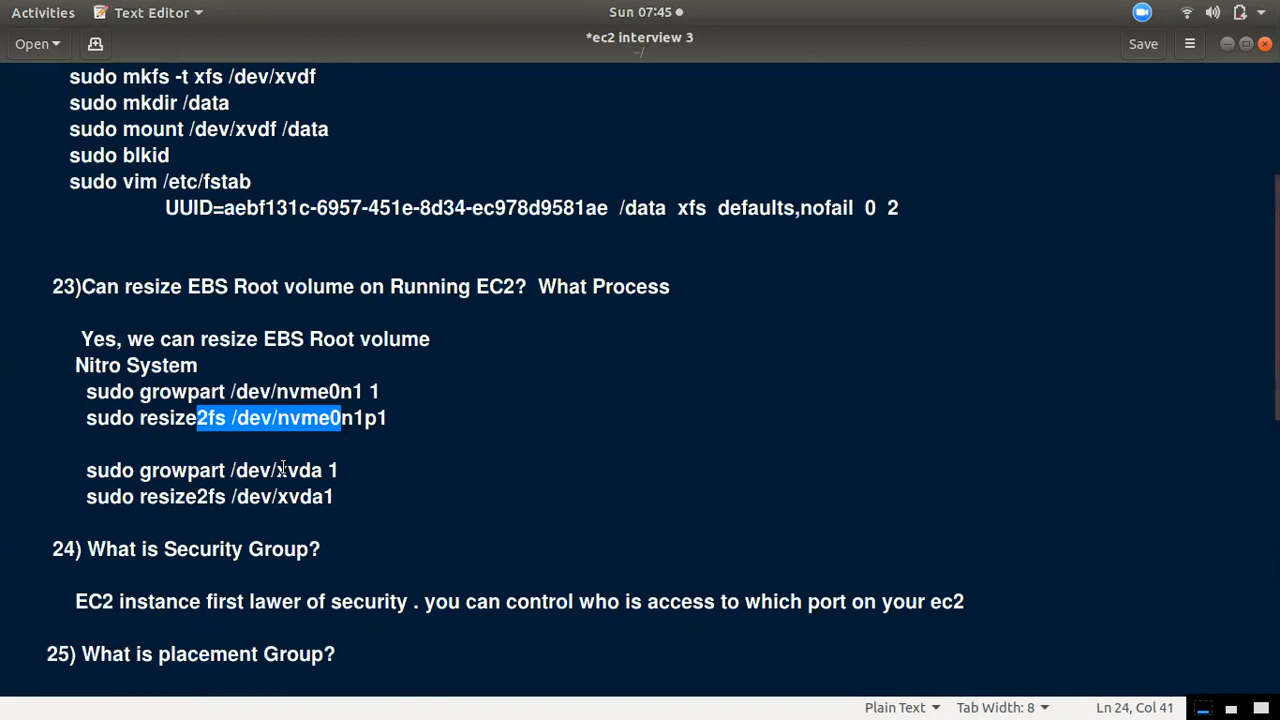 Activities Text Editor Sun 07:45
Open *ec2 interview 3 Save
~/
sudo mkfs -t xfs /dev/xvdf
sudo mkdir /data
sudo mount /dev/xvdf /data
sudo blkid
sudo vim /etc/fstab
UUID=aebf131c-6957-451e-8d34-ec978d9581ae /data xfs defaults,nofail 0 2
23)Can resize EBS Root volume on Running EC2? What Process
Yes, we can resize EBS Root volume
Nitro System
sudo growpart /dev/nvme0n1 1
sudo resize2fs /dev/nvme0n1p1
sudo growpart /dev/xvda 1
sudo resize2fs /dev/xvda1
24) What is Security Group?
EC2 instance first lawer of security . you can control who is access to which port on your ec2
25) What is placement Group?
Plain Text Tab Width: 8 Ln 24, Col 41